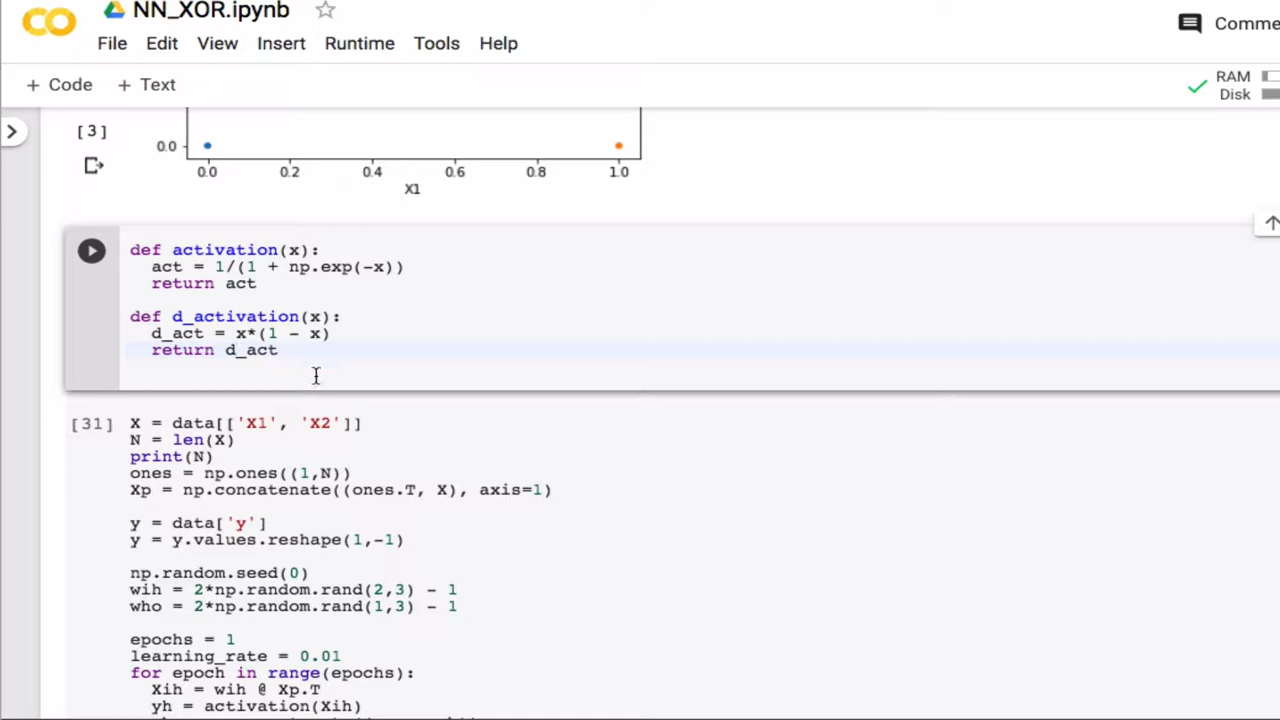 NN_XOR.ipynb
Comme
File Edit View Insert Runtime Tools Help
+ Code + Text
RAM
Disk
[3]
0.0
0.0 0.2 0.4 0.6 0.8 1.0
X1
def activation(x):
  act = 1/(1 + np.exp(-x))
  return act
def d_activation(x):
  d_act = x*(1 - x)
  return d_act
[31] X = data[['X1', 'X2']]
N = len(X)
print(N)
ones = np.ones((1,N))
Xp = np.concatenate((ones.T, X), axis=1)
y = data['y']
y = y.values.reshape(1,-1)
np.random.seed(0)
wih = 2*np.random.rand(2,3) - 1
who = 2*np.random.rand(1,3) - 1
epochs = 1
learning_rate = 0.01
for epoch in range(epochs):
  Xih = wih @ Xp.T
  yh = activation(Xih)